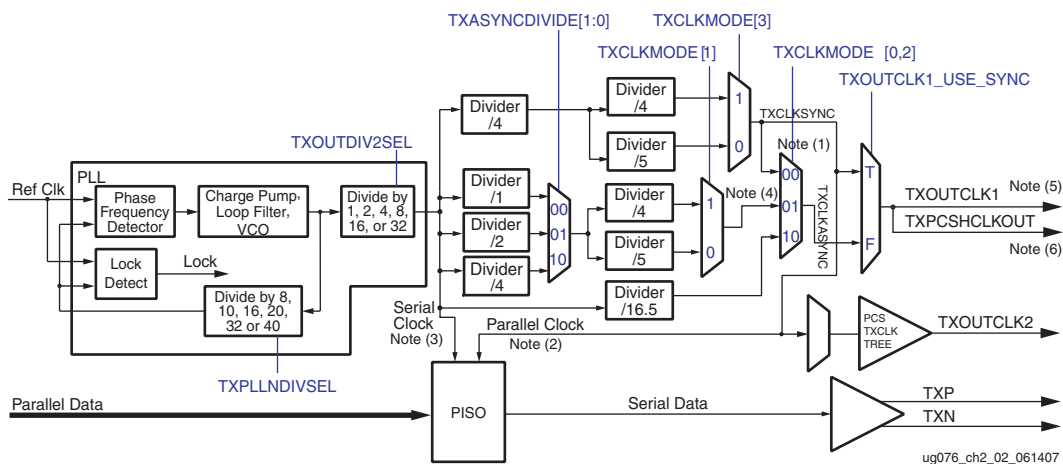 TXASYNCDIVIDE[1:0]
TXCLKMODE[3]
TXCLKMODE[1]
TXCLKMODE [0,2]
TXOUTCLK1_USE_SYNC
TXOUTDIV2SEL
Divider
/4
Divider
/4
Divider
/5
1
0
TXCLKSYNC
Note (1)
Ref Clk
PLL
Phase
Frequency
Detector
Charge Pump,
Loop Filter,
VCO
Divide by
1, 2, 4, 8,
16, or 32
Divider
/1
Divider
/2
Divider
/4
00
01
10
Divider
/4
Divider
/5
1
0
Note (4)
00
01
10
TXCLKASYNC
T
F
TXOUTCLK1
Note (5)
TXPCSHCLKOUT
Note (6)
Lock
Detect
Lock
Divide by 8,
10, 16, 20,
32 or 40
Divider
/16.5
Serial
Clock
Note (3)
Parallel Clock
Note (2)
PCS
TXCLK
TREE
TXOUTCLK2
TXPLLNDIVSEL
Parallel Data
PISO
Serial Data
TXP
TXN
ug076_ch2_02_061407